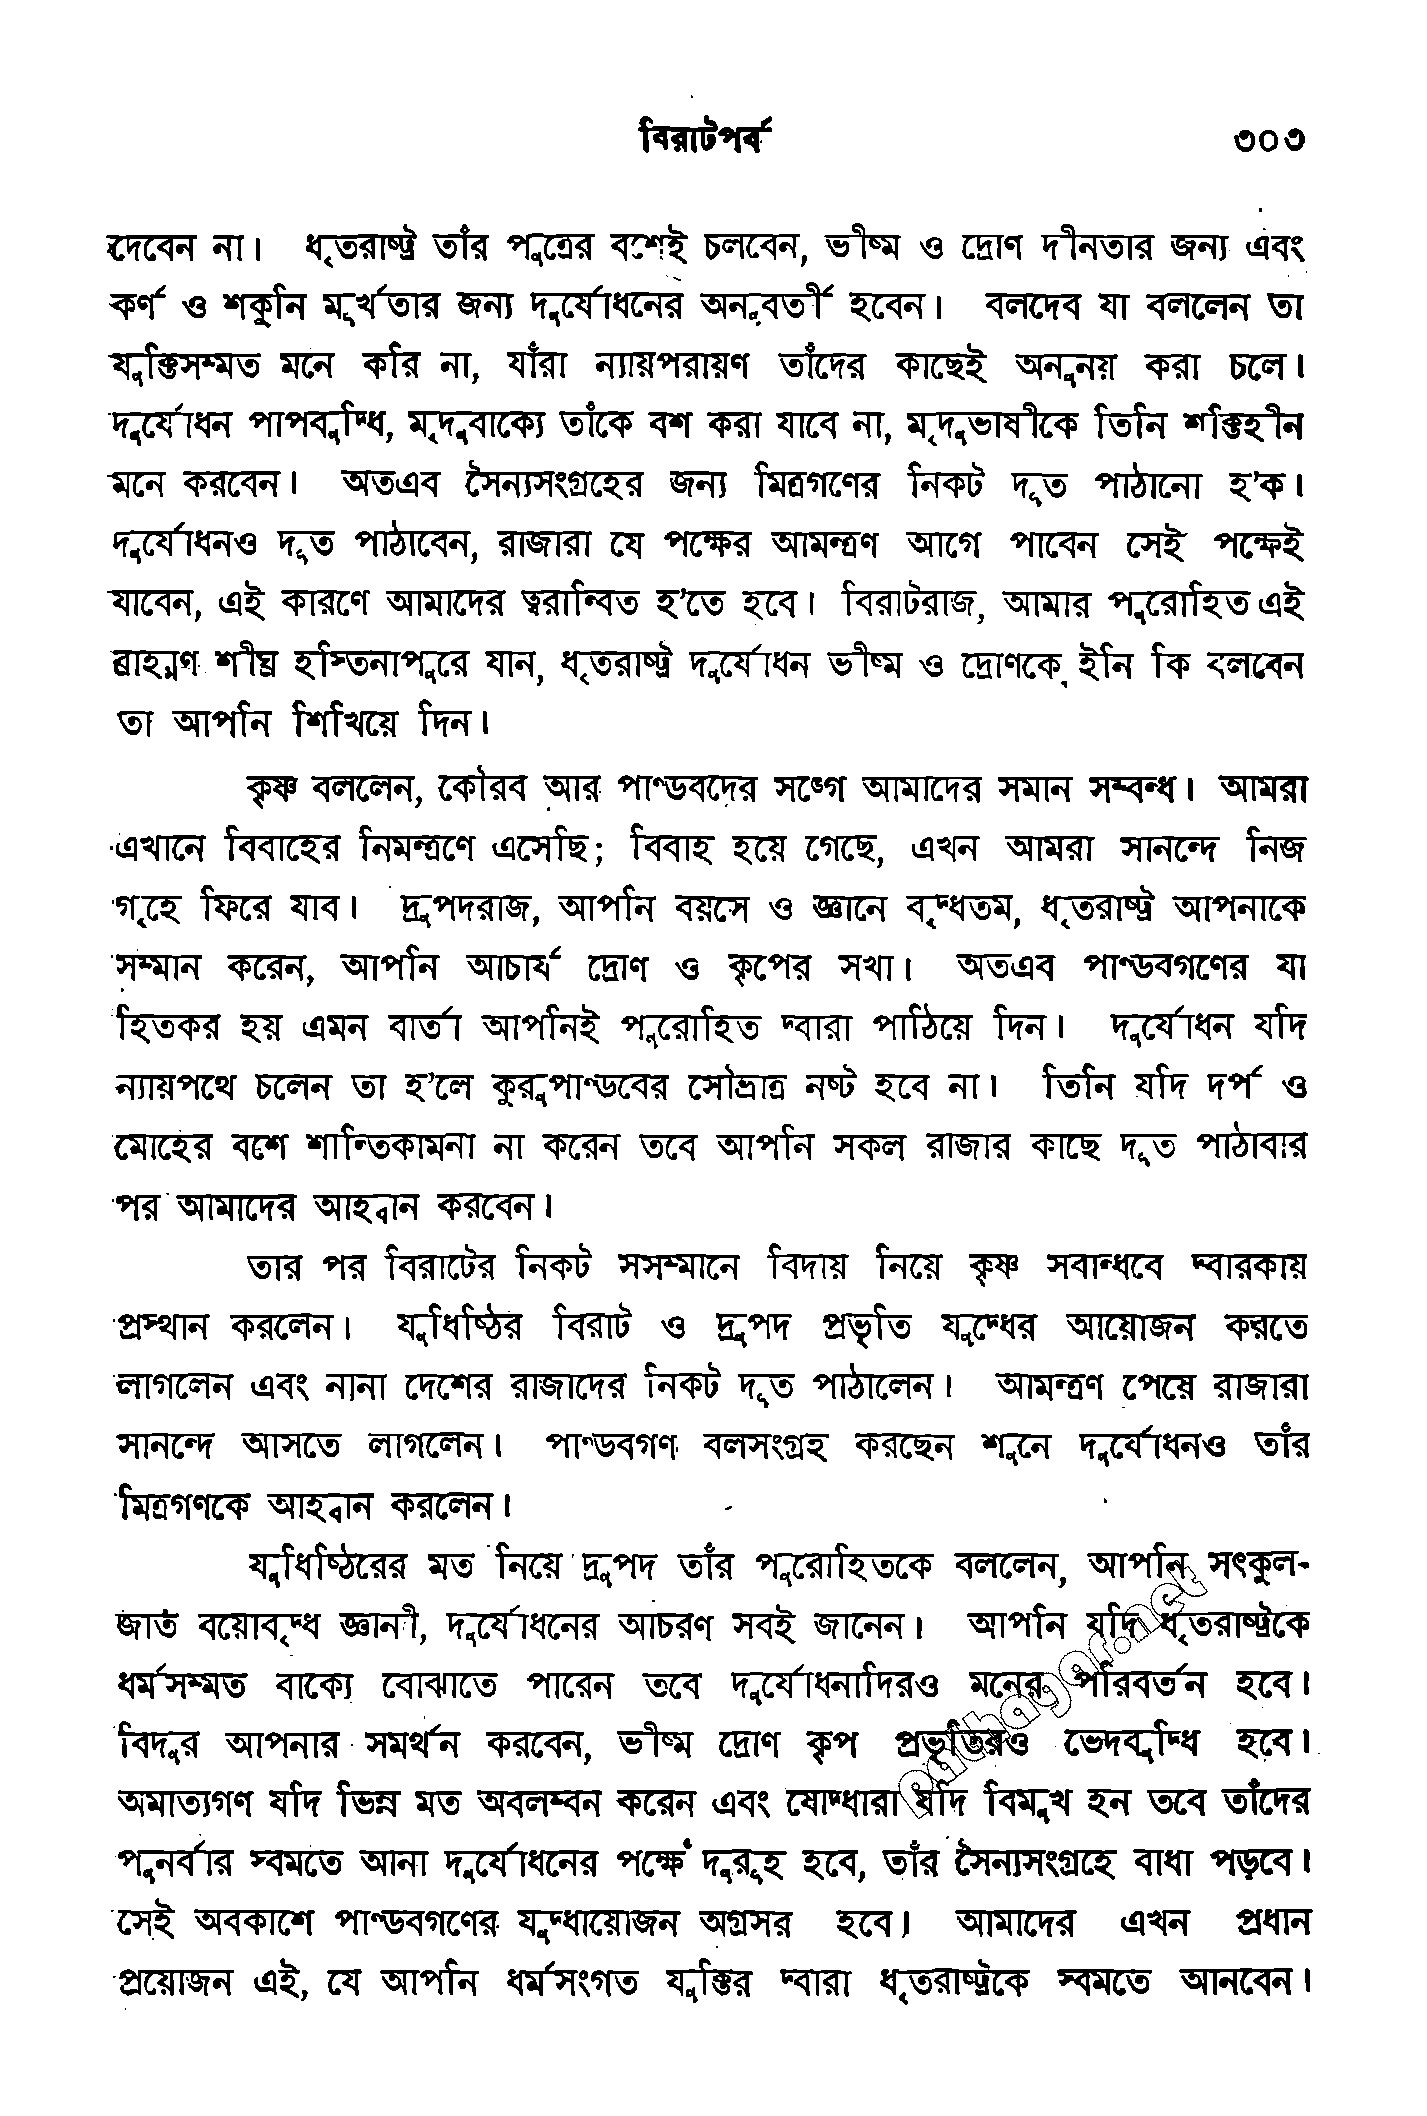 বিরাটপর্ব ৩০৩
দেবেন না। ধৃতরাষ্ট্র তাঁর পুত্রের বশেই চলবেন, ভীষ্ম ও দ্রোণ দীনতার জন্য এবং
কর্ণ ও শকুনি মূর্খতার জন্য দুর্যোধনের অনুবর্তী হবেন। বলদেব যা বললেন তা
যুক্তিসম্মত মনে করি না, যাঁরা ন্যায়পরায়ণ তাঁদের কাছেই অনুনয় করা চলে।
দুর্যোধন পাপবুদ্ধি, মৃদুবাক্যে তাঁকে বশ করা যাবে না, মৃদুভাষীকে তিনি শক্তিহীন
মনে করবেন। অতএব সৈন্যসংগ্রহের জন্য মিত্রগণের নিকট দূত পাঠানো হ'ক।
দুর্যোধনও দূত পাঠাবেন, রাজারা যে পক্ষের আমন্ত্রণ আগে পাবেন সেই পক্ষেই
যাবেন, এই কারণে আমাদের ত্বরান্বিত হ'তে হবে। বিরাটরাজ, আমার পুরোহিত এই
ব্রাহ্মণ শীঘ্র হস্তিনাপুরে যান, ধৃতরাষ্ট্র দুর্যোধন ভীষ্ম ও দ্রোণকে ইনি কি বলবেন
তা আপনি শিখিয়ে দিন।
কৃষ্ণ বললেন, কৌরব আর পাণ্ডবদের সঙ্গে আমাদের সমান সম্বন্ধ। আমরা
এখানে বিবাহের নিমন্ত্রণে এসেছি; বিবাহ হয়ে গেছে, এখন আমরা সানন্দে নিজ
গৃহে ফিরে যাব। দ্রুপদরাজ, আপনি বয়সে ও জ্ঞানে বৃদ্ধতম, ধৃতরাষ্ট্র আপনাকে
সম্মান করেন, আপনি আচার্য দ্রোণ ও কৃপের সখা। অতএব পাণ্ডবগণের যা
হিতকর হয় এমন বার্তা আপনিই পুরোহিত দ্বারা পাঠিয়ে দিন। দুর্যোধন যদি
ন্যায়পথে চলেন তা হ'লে কুরুপাণ্ডবের সৌভ্রাত্র নষ্ট হবে না। তিনি যদি দর্প ও
মোহের বশে শান্তিকামনা না করেন তবে আপনি সকল রাজার কাছে দূত পাঠাবার
পর আমাদের আহ্বান করবেন।
তার পর বিরাটের নিকট সসম্মানে বিদায় নিয়ে কৃষ্ণ সবান্ধবে দ্বারকায়
প্রস্থান করলেন। যুধিষ্ঠির বিরাট ও দ্রুপদ প্রভৃতি যুদ্ধের আয়োজন করতে
লাগলেন এবং নানা দেশের রাজাদের নিকট দূত পাঠালেন। আমন্ত্রণ পেয়ে রাজারা
সানন্দে আসতে লাগলেন। পাণ্ডবগণ বলসংগ্রহ করছেন শুনে দুর্যোধনও তাঁর
মিত্রগণকে আহ্বান করলেন।
যুধিষ্ঠিরের মত নিয়ে দ্রুপদ তাঁর পুরোহিতকে বললেন, আপনি সৎকুল-
জাত বয়োবৃদ্ধ জ্ঞানী, দুর্যোধনের আচরণ সবই জানেন। আপনি যদি ধৃতরাষ্ট্রকে
ধর্মসম্মত বাক্যে বোঝাতে পারেন তবে দুর্যোধনাদিরও মনের পরিবর্তন হবে।
বিদুর আপনার সমর্থন করবেন, ভীষ্ম দ্রোণ কৃপ প্রভৃতিরও ভেদবুদ্ধি হবে।
অমাত্যগণ যদি ভিন্ন মত অবলম্বন করেন এবং যোদ্ধারা যদি বিমুখ হন তবে তাঁদের
পুনর্বার স্বমতে আনা দুর্যোধনের পক্ষে দুরূহ হবে, তাঁর সৈন্যসংগ্রহে বাধা পড়বে।
সেই অবকাশে পাণ্ডবগণের যুদ্ধায়োজন অগ্রসর হবে। আমাদের এখন প্রধান
প্রয়োজন এই, যে আপনি ধর্মসংগত যুক্তির দ্বারা ধৃতরাষ্ট্রকে স্বমতে আনবেন।
pathagar.net